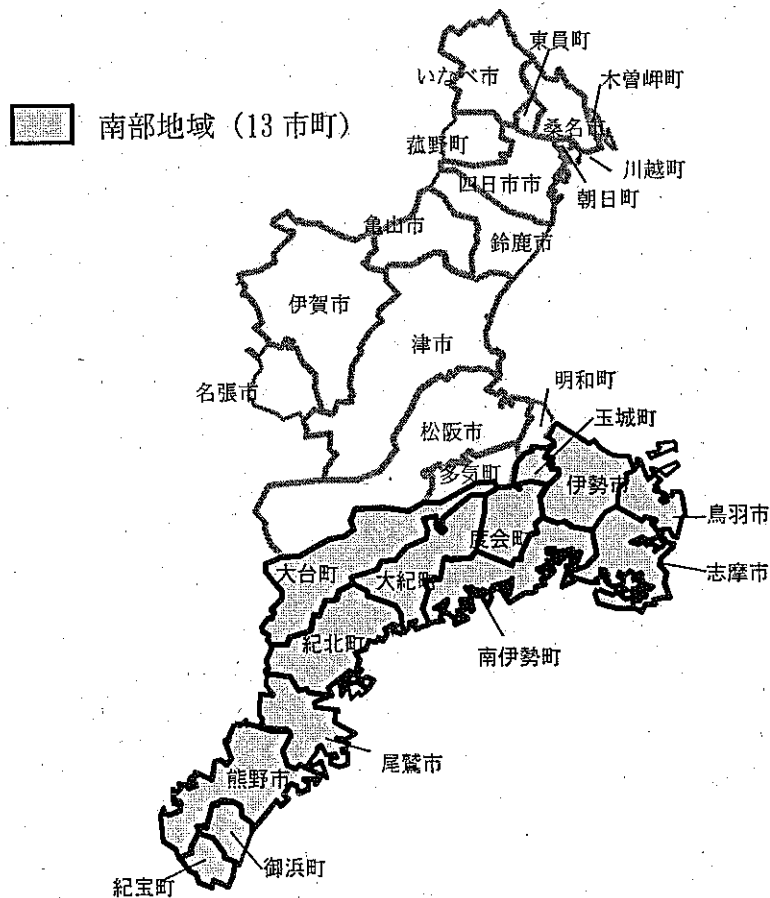 東員町
いなべ市
木曽岬町
南部地域(13市町)
桑名市
菰野町
川越町
四日市市
朝日町
亀山市
鈴鹿市
伊賀市
津市
明和町
名張市
玉城町
松阪市
多気町
伊勢市
鳥羽市
度会町
大台町
大紀町
志摩市
紀北町
南伊勢町
尾鷲市
熊野市
御浜町
紀宝町